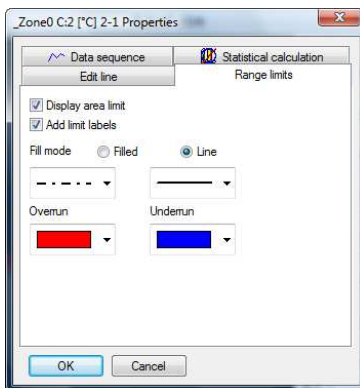 _Zone0 C:2 [°C] 2-1 Properties
Data sequence
Statistical calculation
Edit line
Range limits
Display area limit
Add limit labels
Fill mode Filled Line
Overrun Underrun
OK Cancel